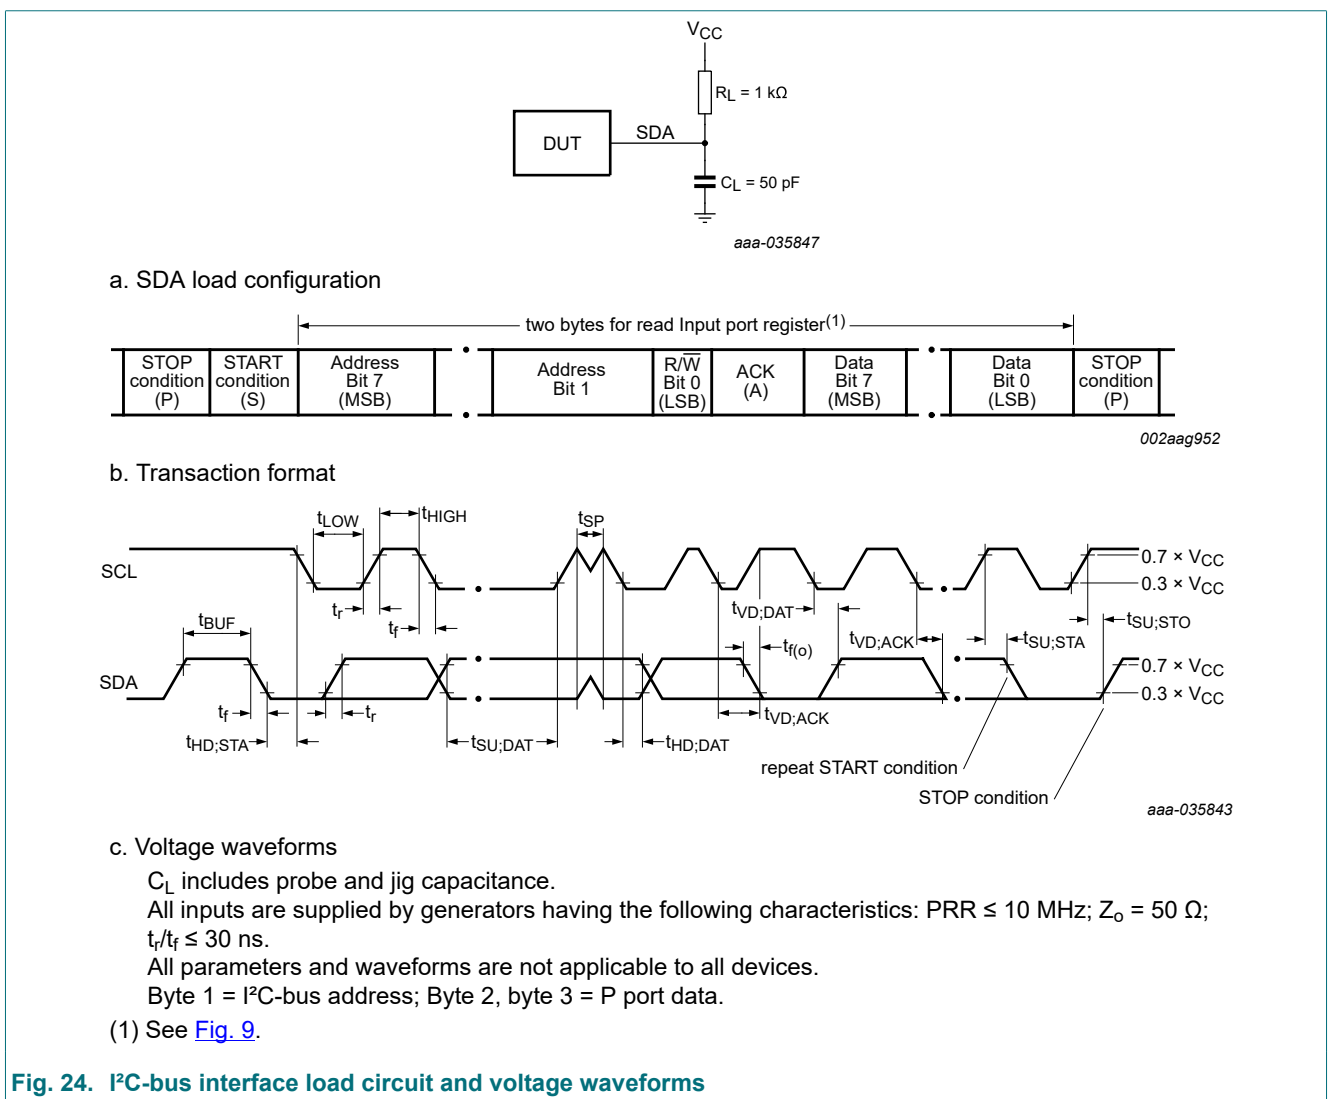 VCC
RL = 1 kΩ
DUT
SDA
CL = 50 pF
aaa-035847
a. SDA load configuration
two bytes for read Input port register(1)
STOP condition (P)
START condition (S)
Address Bit 7 (MSB)
Address Bit 1
R/W̅ Bit 0 (LSB)
ACK (A)
Data Bit 7 (MSB)
Data Bit 0 (LSB)
STOP condition (P)
002aag952
b. Transaction format
tLOW
tHIGH
tSP
SCL
0.7 × VCC
0.3 × VCC
tr
tf
tVD;DAT
tSU;STO
tBUF
tf(o)
tVD;ACK
tSU;STA
SDA
0.7 × VCC
0.3 × VCC
tf
tr
tVD;ACK
tHD;STA
tSU;DAT
tHD;DAT
repeat START condition
STOP condition
aaa-035843
c. Voltage waveforms
CL includes probe and jig capacitance.
All inputs are supplied by generators having the following characteristics: PRR ≤ 10 MHz; Zo = 50 Ω;
tr/tf ≤ 30 ns.
All parameters and waveforms are not applicable to all devices.
Byte 1 = I²C-bus address; Byte 2, byte 3 = P port data.
(1) See Fig. 9.
Fig. 24. I²C-bus interface load circuit and voltage waveforms